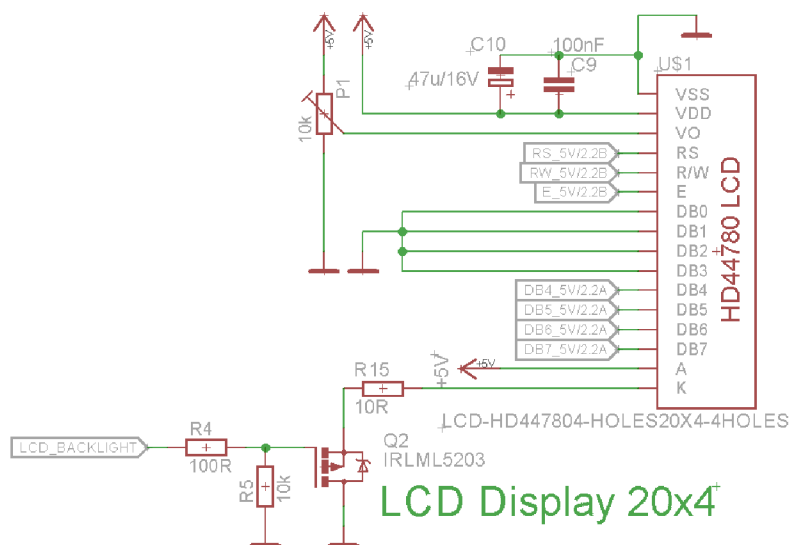 +5V
+5V
C10
100nF
47u/16V
+
C9
U$1
P1
10k
VSS
VDD
VO
RS_5V/2.2B
RS
RW_5V/2.2B
R/W
E_5V/2.2B
E
DB0
DB1
DB2
DB3
DB4_5V/2.2A
DB4
DB5_5V/2.2A
DB5
DB6_5V/2.2A
DB6
DB7_5V/2.2A
DB7
HD44780 LCD
+5V
+5V
A
K
R15
10R
LCD-HD447804-HOLES20X4-4HOLES
LCD_BACKLIGHT
R4
100R
R5
10k
Q2
IRLML5203
LCD Display 20x4